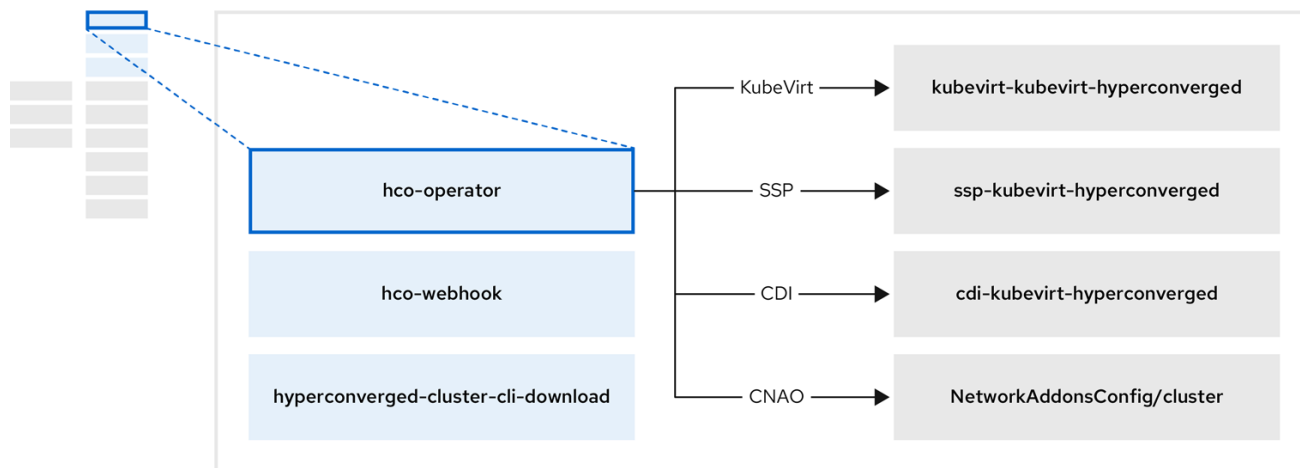 KubeVirt
kubevirt-kubevirt-hyperconverged
hco-operator
SSP
ssp-kubevirt-hyperconverged
hco-webhook
CDI
cdi-kubevirt-hyperconverged
hyperconverged-cluster-cli-download
CNAO
NetworkAddonsConfig/cluster